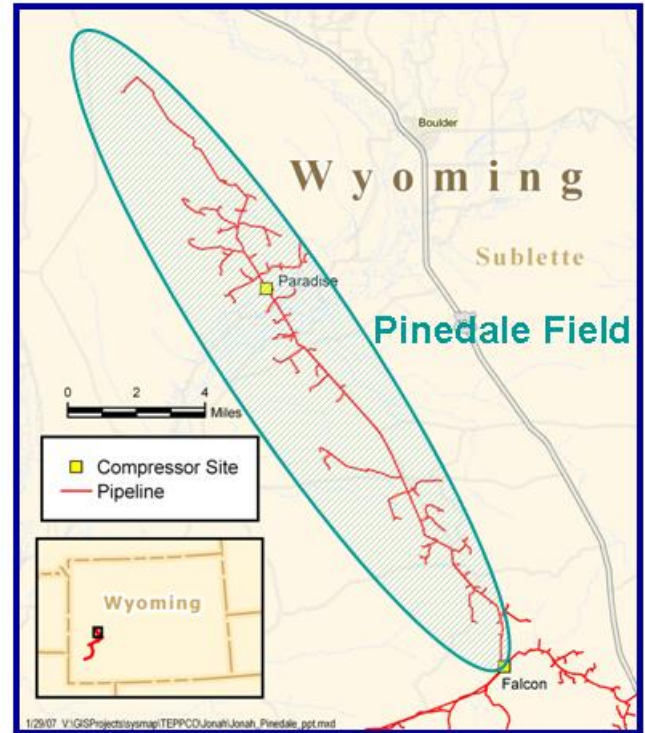 Boulder
Wyoming
Sublette
Paradise
Pinedale Field
0 2 4
Miles
Compressor Site
Pipeline
Wyoming
Falcon
1/29/07 V:\GISProjects\sysmap\TEPPCO\Jonah\Jonah_Pinedale_ppt.mxd